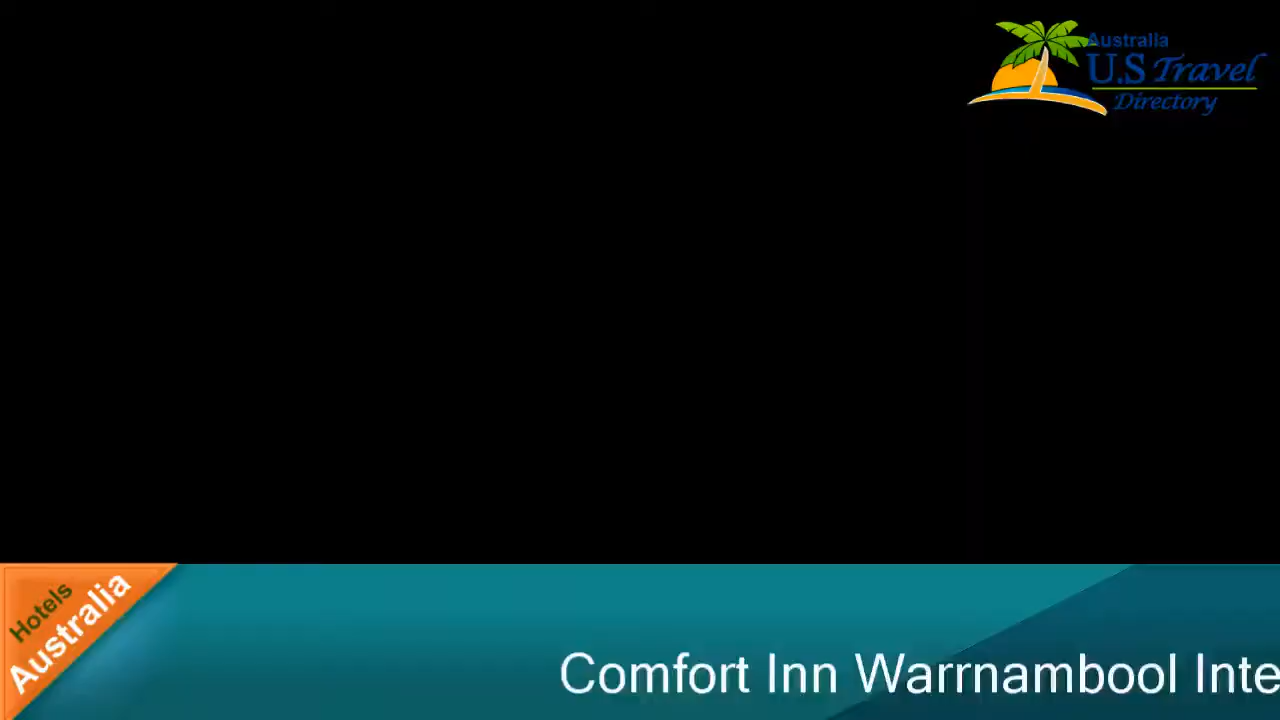 Australia
U.S Travel
Directory
Hotels
Australia
Comfort Inn Warrnambool Inte